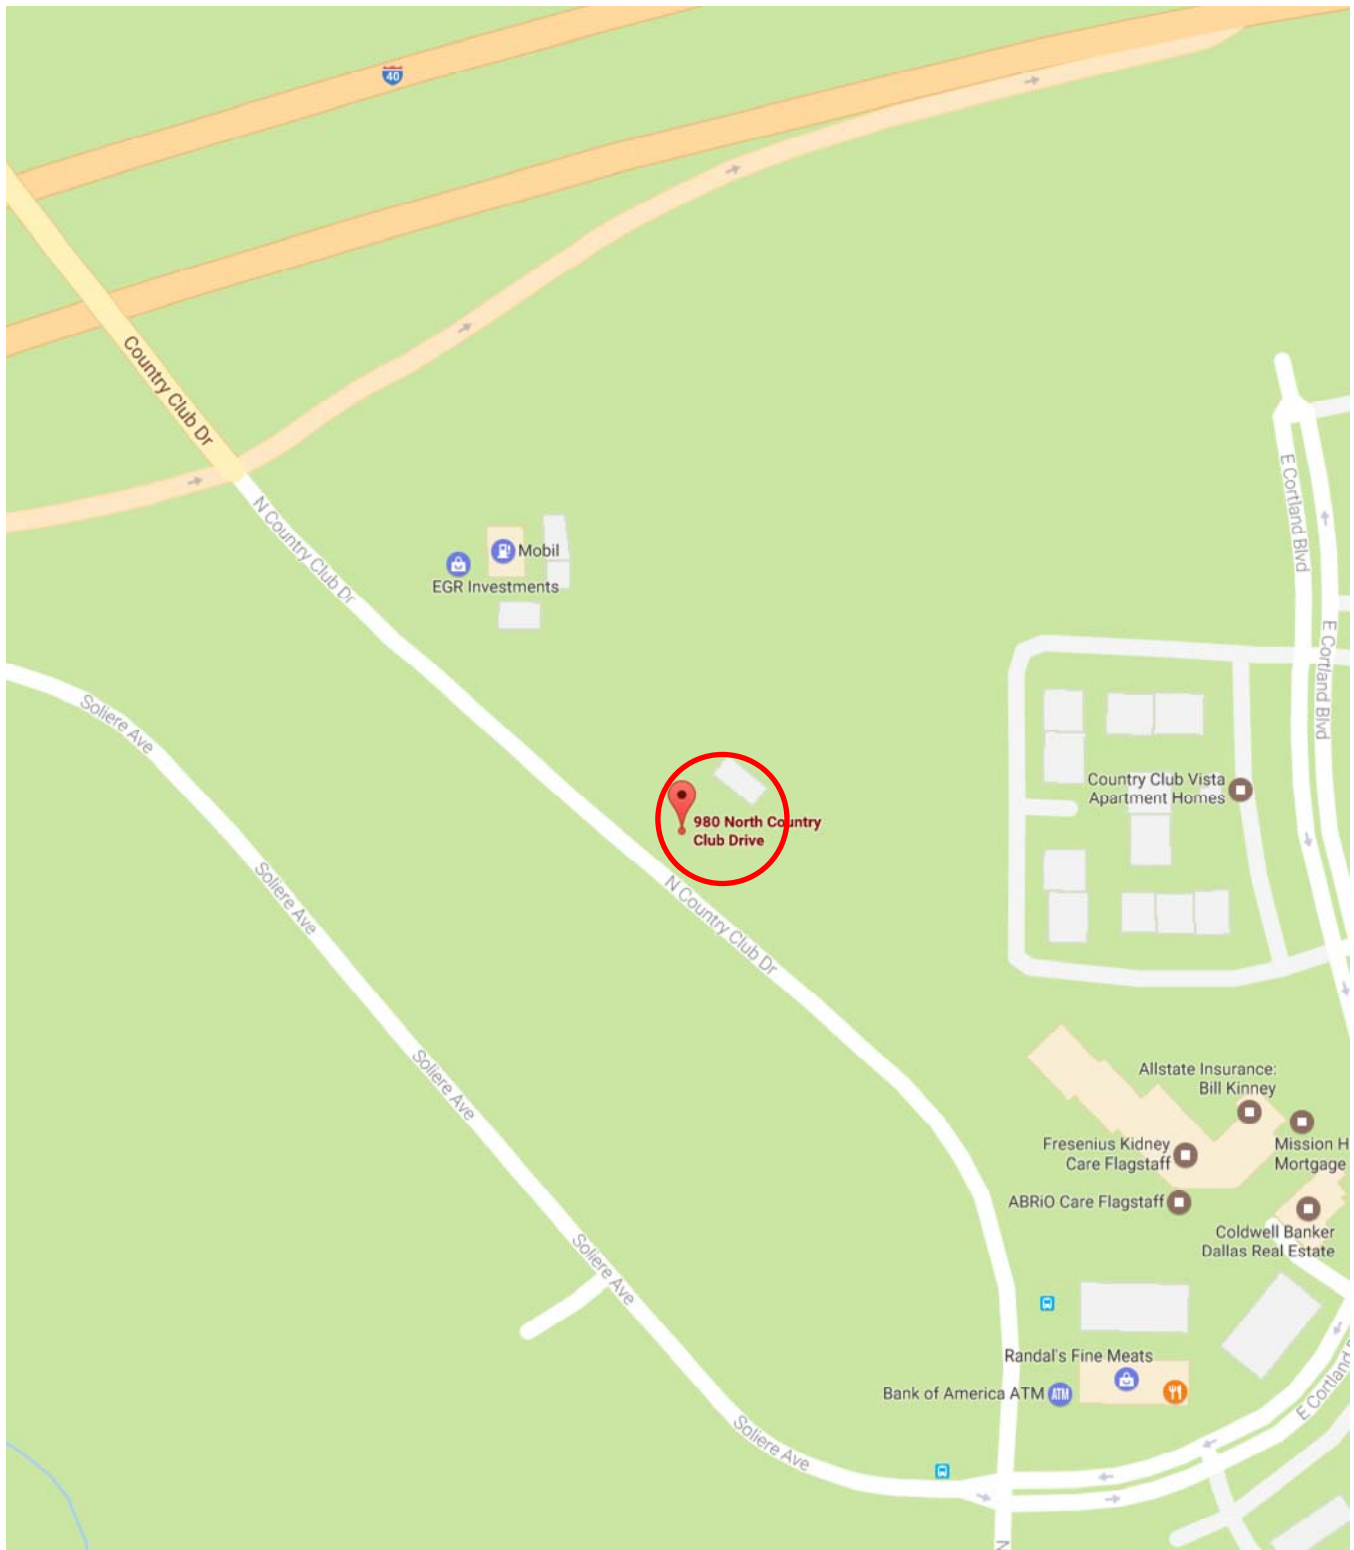 40
Country Club Dr
N Country Club Dr
Mobil
EGR Investments
E Cortland Blvd
E Cortland Blvd
Soliere Ave
Country Club Vista
Apartment Homes
980 North Country
Club Drive
Soliere Ave
N Country Club Dr
Soliere Ave
Allstate Insurance:
Bill Kinney
Fresenius Kidney
Care Flagstaff
Mission H
Mortgage
ABRiO Care Flagstaff
Coldwell Banker
Dallas Real Estate
Soliere Ave
Randal's Fine Meats
Bank of America ATM
ATM
E Cortland B
Soliere Ave
N